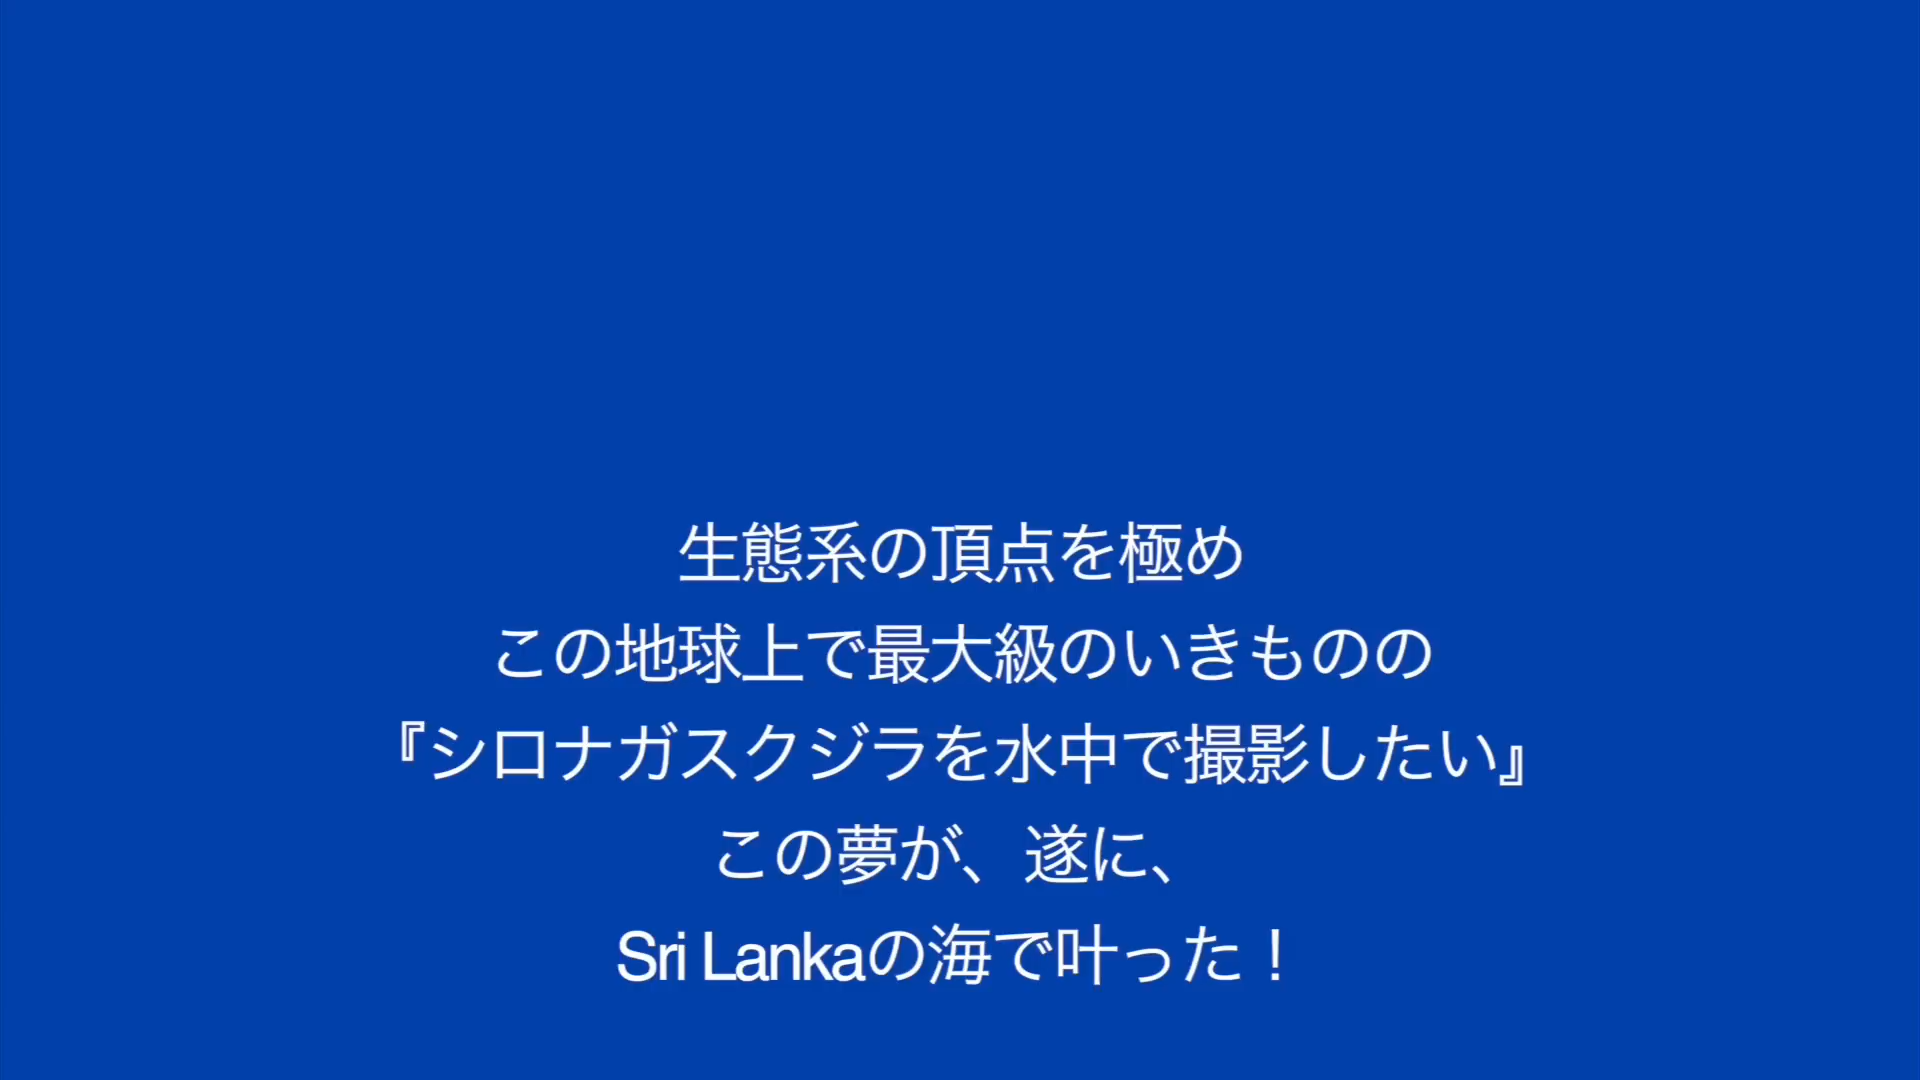 生態系の頂点を極め
この地球上で最大級のいきものの
『シロナガスクジラを水中で撮影したい』
この夢が、遂に、
Sri Lankaの海で叶った！